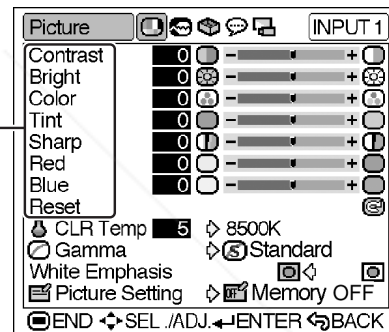 Picture INPUT 1
Contrast 0 - +
Bright 0 - +
Color 0 - +
Tint 0 - +
Sharp 0 - +
Red 0 - +
Blue 0 - +
Reset
CLR Temp 5 8500K
Gamma S Standard
White Emphasis
Picture Setting OFF Memory OFF
END SEL./ADJ. ENTER BACK